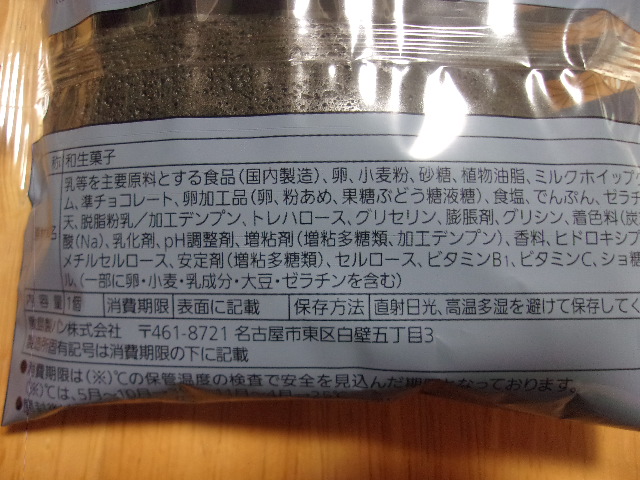 称 和生菓子
乳等を主要原料とする食品(国内製造)、卵、小麦粉、砂糖、植物油脂、ミルクホイップク
ム、準チョコレート、卵加工品(卵、粉あめ、果糖ぶどう糖液糖)、食塩、でんぷん、ゼラチ
天、脱脂粉乳/加工デンプン、トレハロース、グリセリン、膨脹剤、グリシン、着色料(炭
酸(Na)、乳化剤、pH調整剤、増粘剤(増粘多糖類、加工デンプン)、香料、ヒドロキシプ
メチルセルロース、安定剤(増粘多糖類)、セルロース、ビタミンB1、ビタミンC、ショ糖
ル、(一部に卵・小麦・乳成分・大豆・ゼラチンを含む)
内容量 1個 消費期限 表面に記載 保存方法 直射日光、高温多湿を避けて保存してく
パン株式会社 〒461-8721 名古屋市東区白壁五丁目3
固有記号は消費期限の下に記載
●消費期限は(※)℃の保管温度の検査で安全を見込んだ期限となっております。
(※)℃は、5月~10月